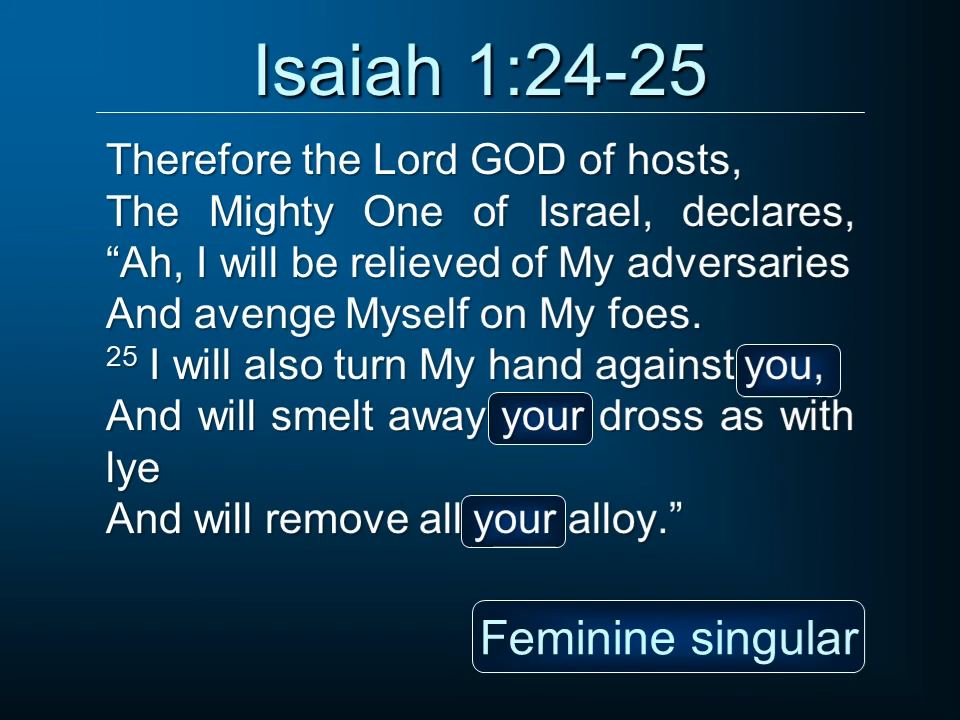 Isaiah 1:24-25
Therefore the Lord GOD of hosts,
The Mighty One of Israel, declares,
“Ah, I will be relieved of My adversaries
And avenge Myself on My foes.
25 I will also turn My hand against you,
And will smelt away your dross as with
lye
And will remove all your alloy.”
Feminine singular